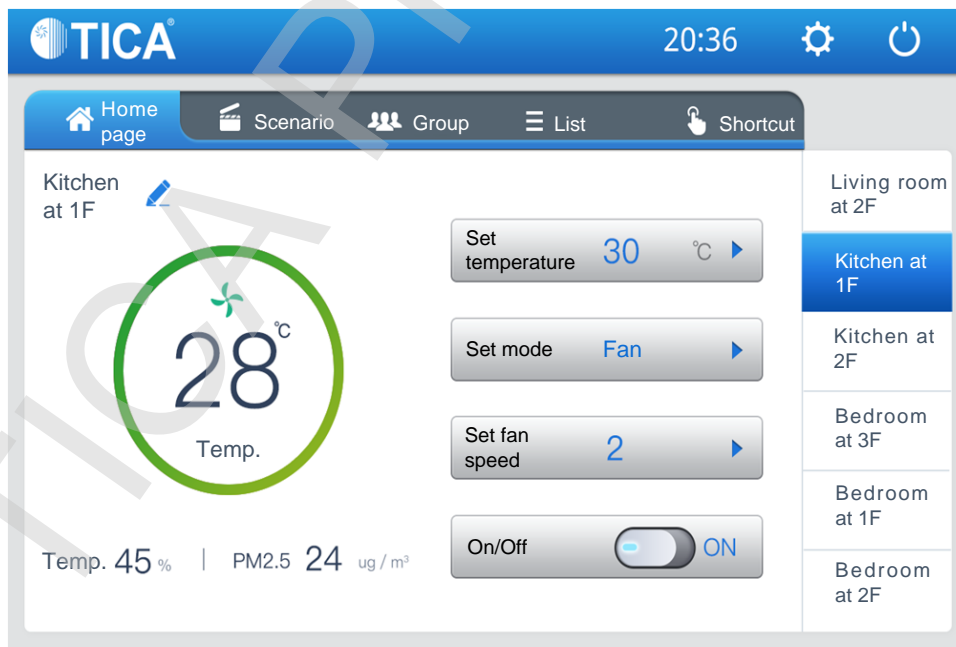 TICA®
20:36
Home
page
Scenario
Group
List
Shortcut
Kitchen
at 1F
28℃
Temp.
Temp. 45 %
|
PM2.5 24 ug/m³
Set
temperature
30 ℃
Set mode
Fan
Set fan
speed
2
On/Off
ON
Living room
at 2F
Kitchen at
1F
Kitchen at
2F
Bedroom
at 3F
Bedroom
at 1F
Bedroom
at 2F
TICA P